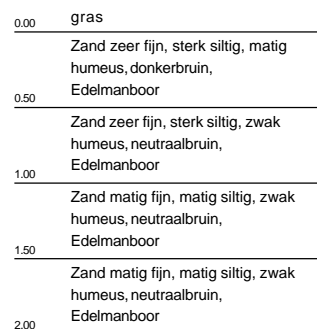 0.00 gras
Zand zeer fijn, sterk siltig, matig
humeus, donkerbruin,
Edelmanboor
0.50
Zand zeer fijn, sterk siltig, zwak
humeus, neutraalbruin,
Edelmanboor
1.00
Zand matig fijn, matig siltig, zwak
humeus, neutraalbruin,
Edelmanboor
1.50
Zand matig fijn, matig siltig, zwak
humeus, neutraalbruin,
Edelmanboor
2.00